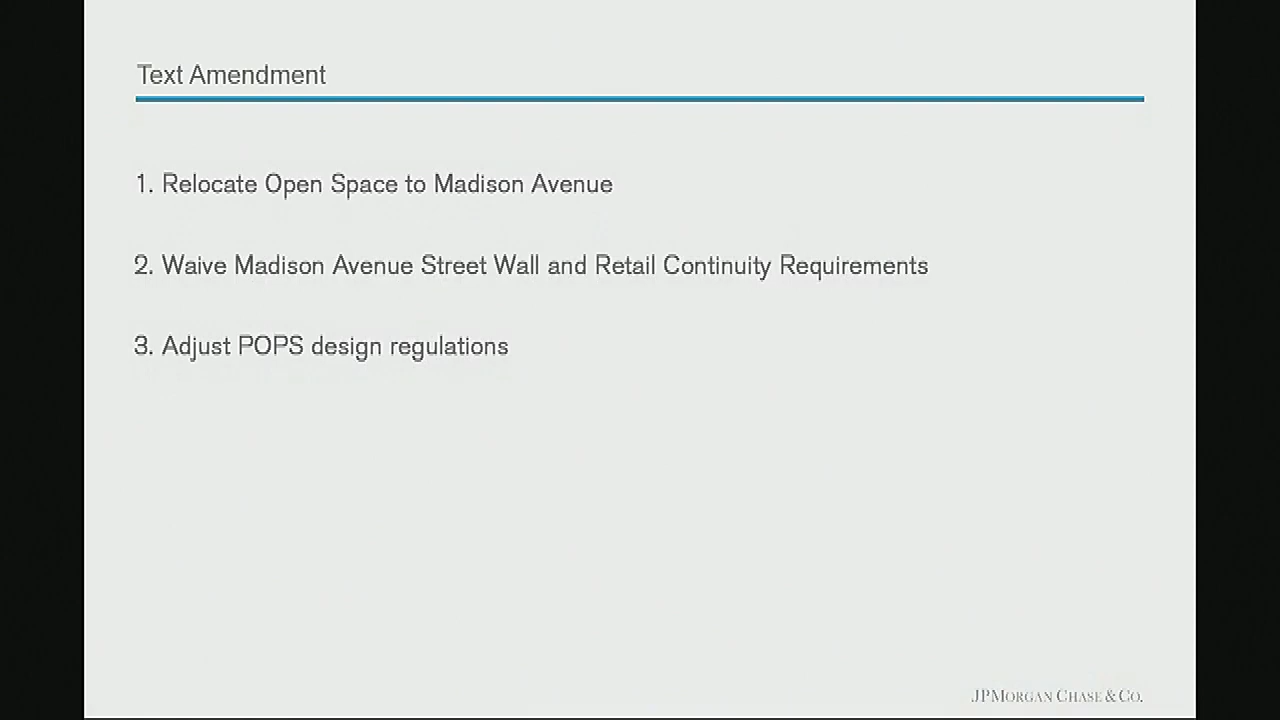 Text Amendment
1. Relocate Open Space to Madison Avenue
2. Waive Madison Avenue Street Wall and Retail Continuity Requirements
3. Adjust POPS design regulations
JPMORGAN CHASE & CO.